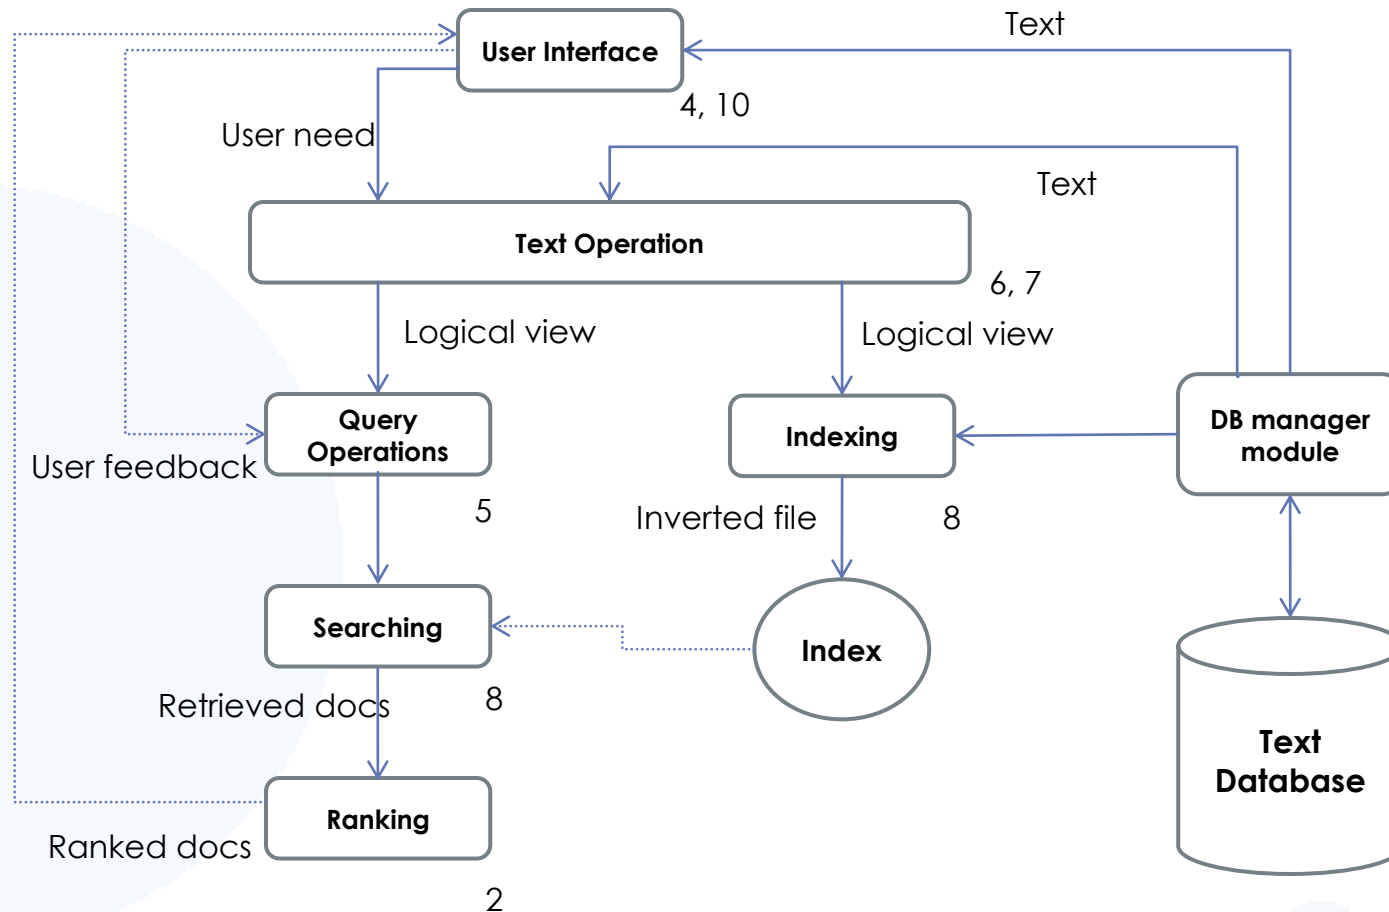 Text
User Interface
4, 10
User need
Text
Text Operation
6, 7
Logical view
Logical view
Query
Operations
Indexing
DB manager
module
User feedback
5
Inverted file
8
Searching
Index
8
Retrieved docs
Text
Database
Ranking
Ranked docs
2